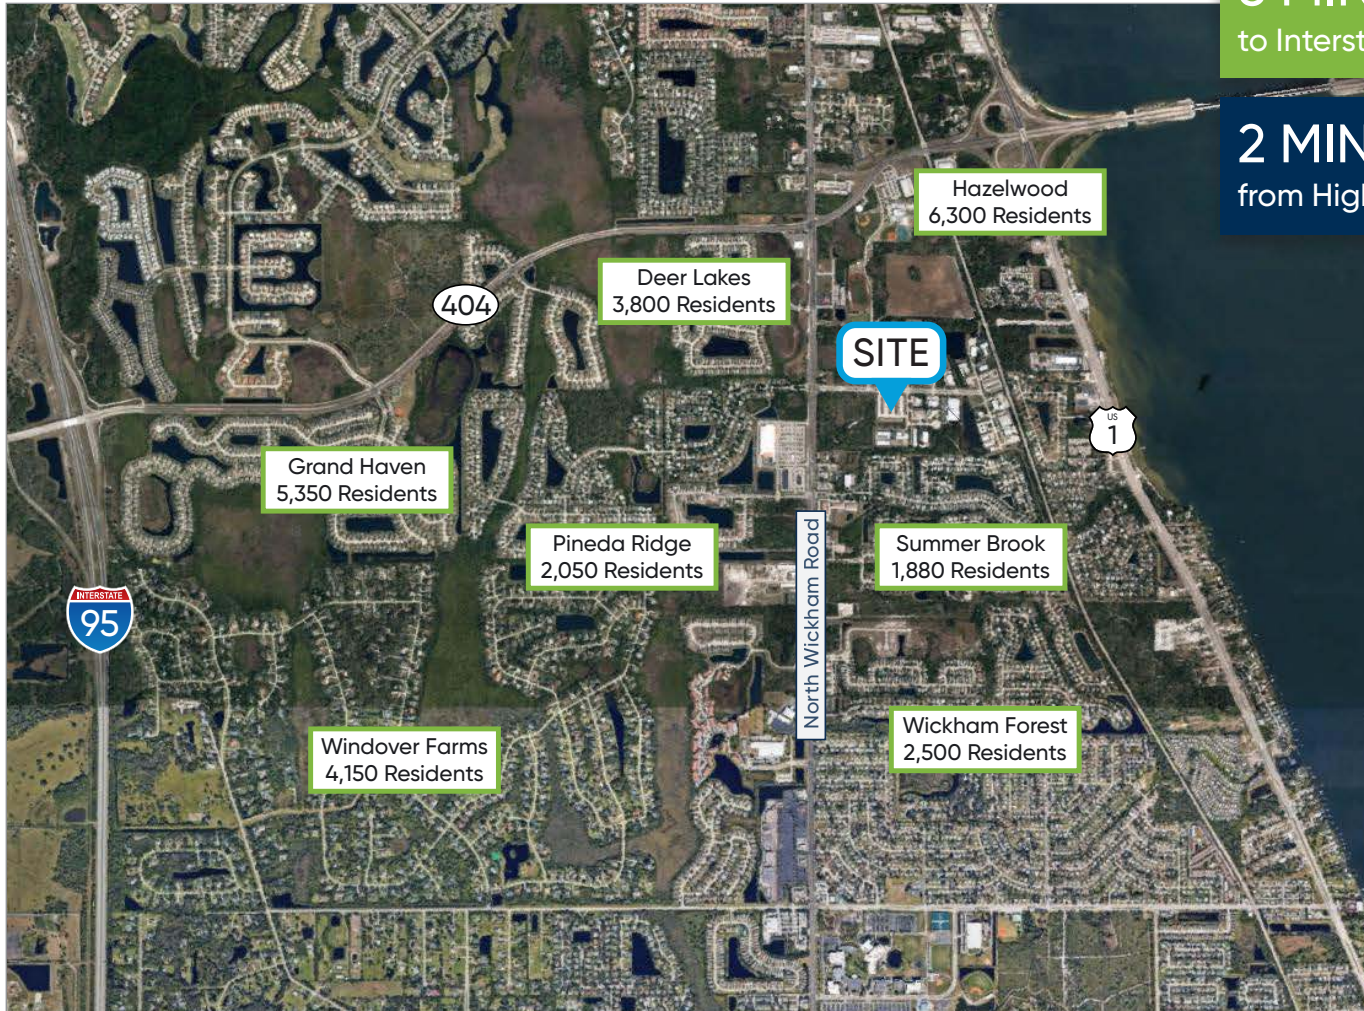 to Interst
2 MIN
from High
Hazelwood
6,300 Residents
Deer Lakes
3,800 Residents
404
SITE
US
1
Grand Haven
5,350 Residents
Pineda Ridge
2,050 Residents
Summer Brook
1,880 Residents
North Wickham Road
INTERSTATE
95
Windover Farms
4,150 Residents
Wickham Forest
2,500 Residents